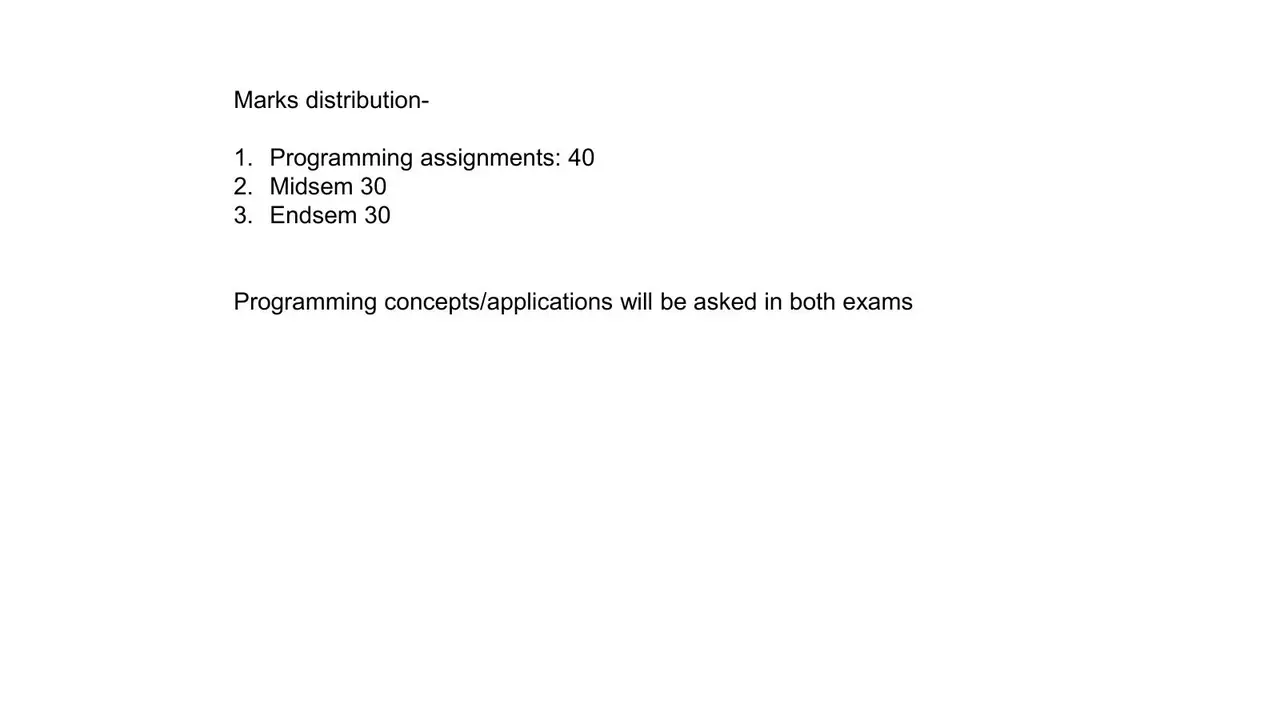 Marks distribution-
1. Programming assignments: 40
2. Midsem 30
3. Endsem 30
Programming concepts/applications will be asked in both exams